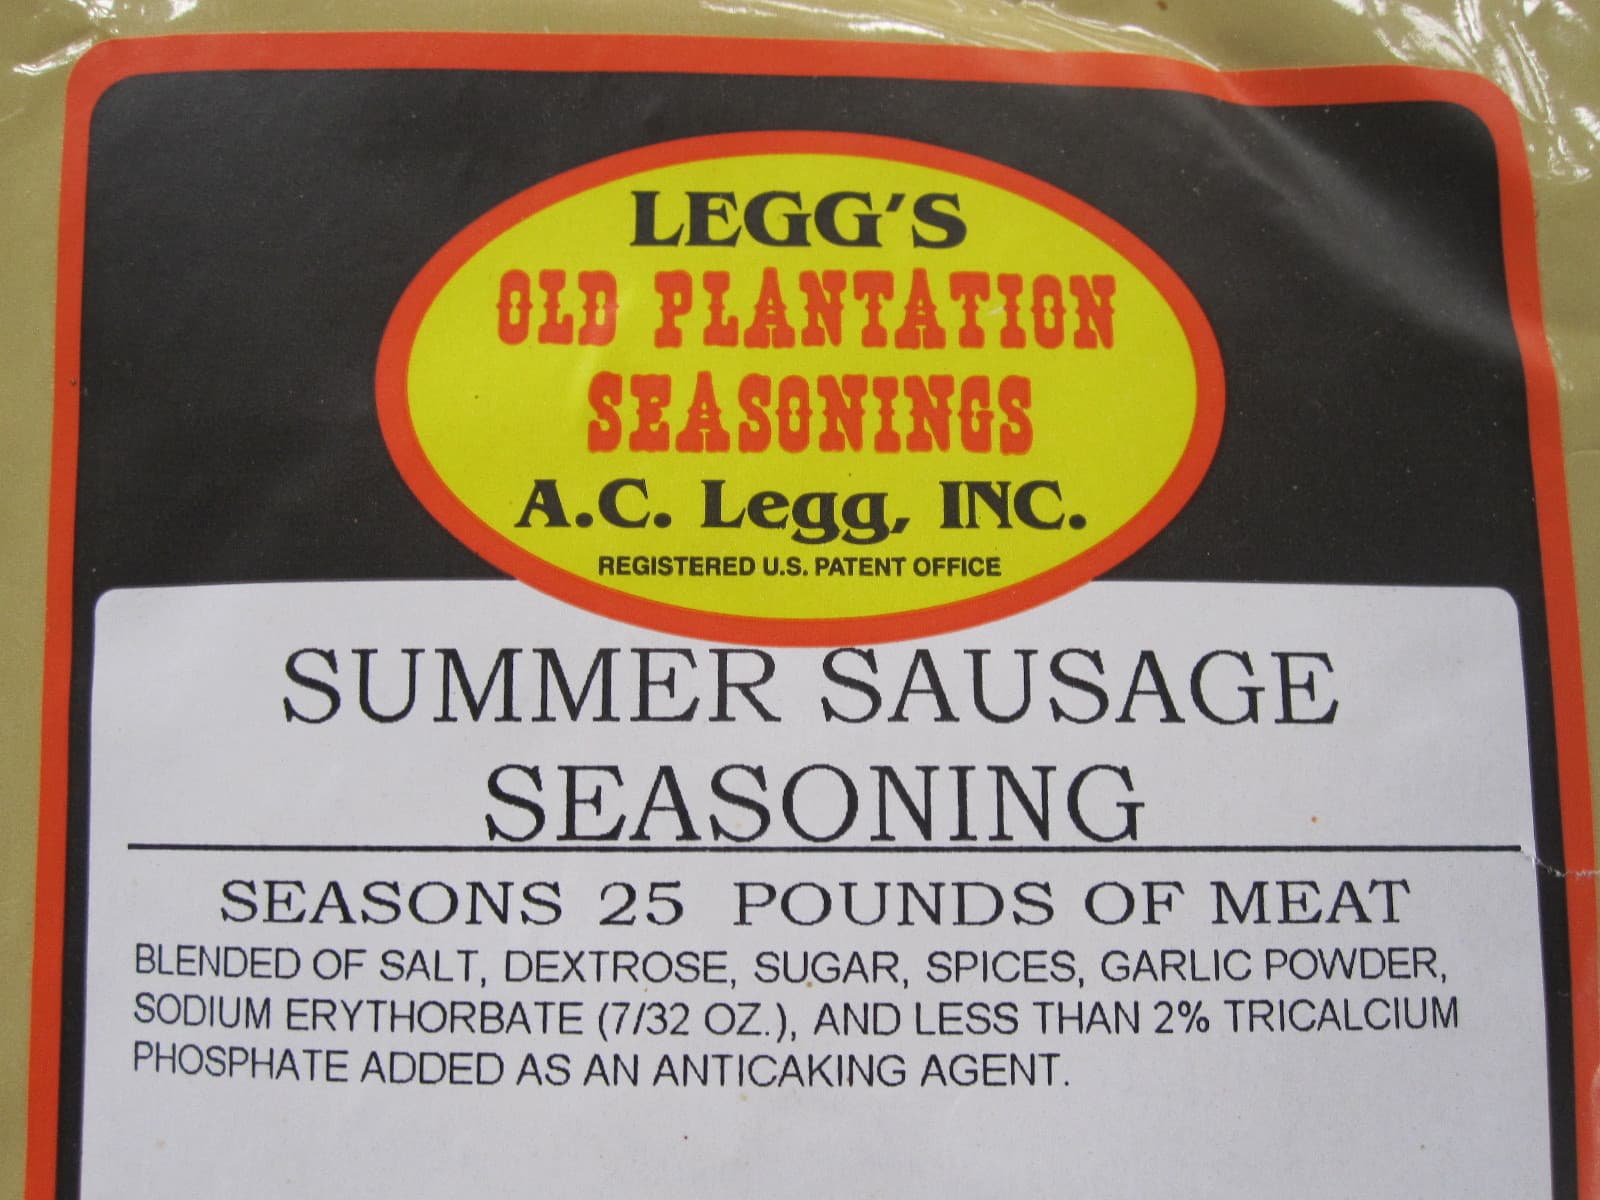 LEGG'S
OLD PLANTATION
SEASONINGS
A.C. Legg, INC.
REGISTERED U.S. PATENT OFFICE
SUMMER SAUSAGE
SEASONING
SEASONS 25 POUNDS OF MEAT
BLENDED OF SALT, DEXTROSE, SUGAR, SPICES, GARLIC POWDER,
SODIUM ERYTHORBATE (7/32 OZ.), AND LESS THAN 2% TRICALCIUM
PHOSPHATE ADDED AS AN ANTICAKING AGENT.